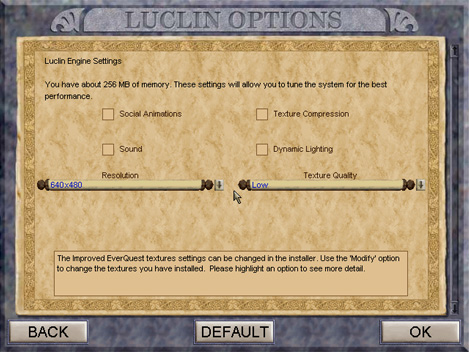 LUCLIN OPTIONS
Luclin Engine Settings
You have about 256 MB of memory. These settings will allow you to tune the system for the best
performance.
Social Animations
Texture Compression
Sound
Dynamic Lighting
Resolution
Texture Quality
640x480
Low
The Improved EverQuest textures settings can be changed in the installer. Use the 'Modify' option
to change the textures you have installed. Please highlight an option to see more detail.
BACK
DEFAULT
OK